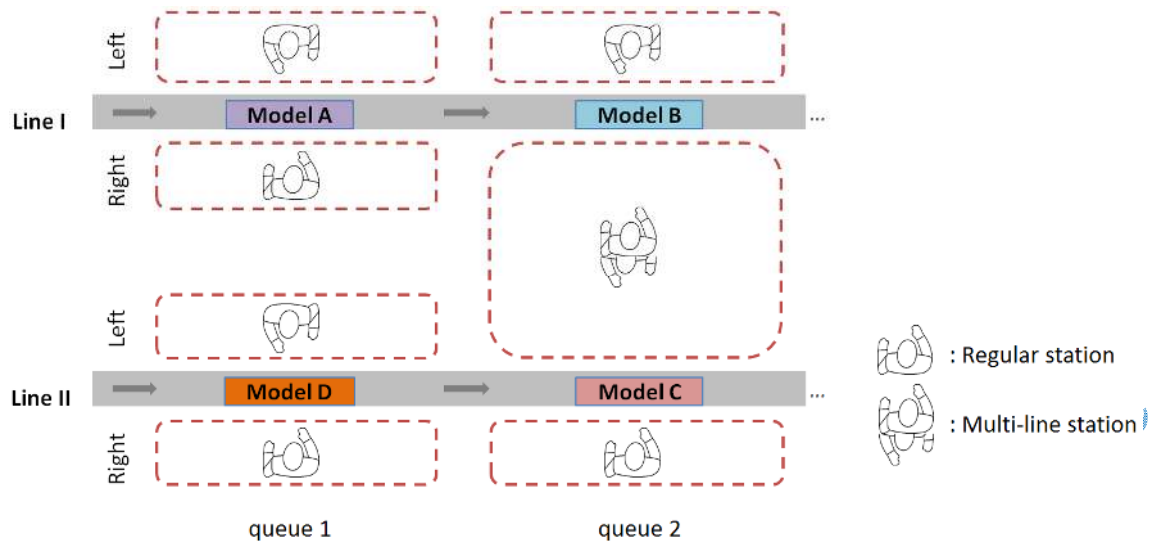 Left
Line I
Model A
Model B
...
Right
Left
: Regular station
Line II
Model D
Model C
...
: Multi-line station
Right
queue 1
queue 2